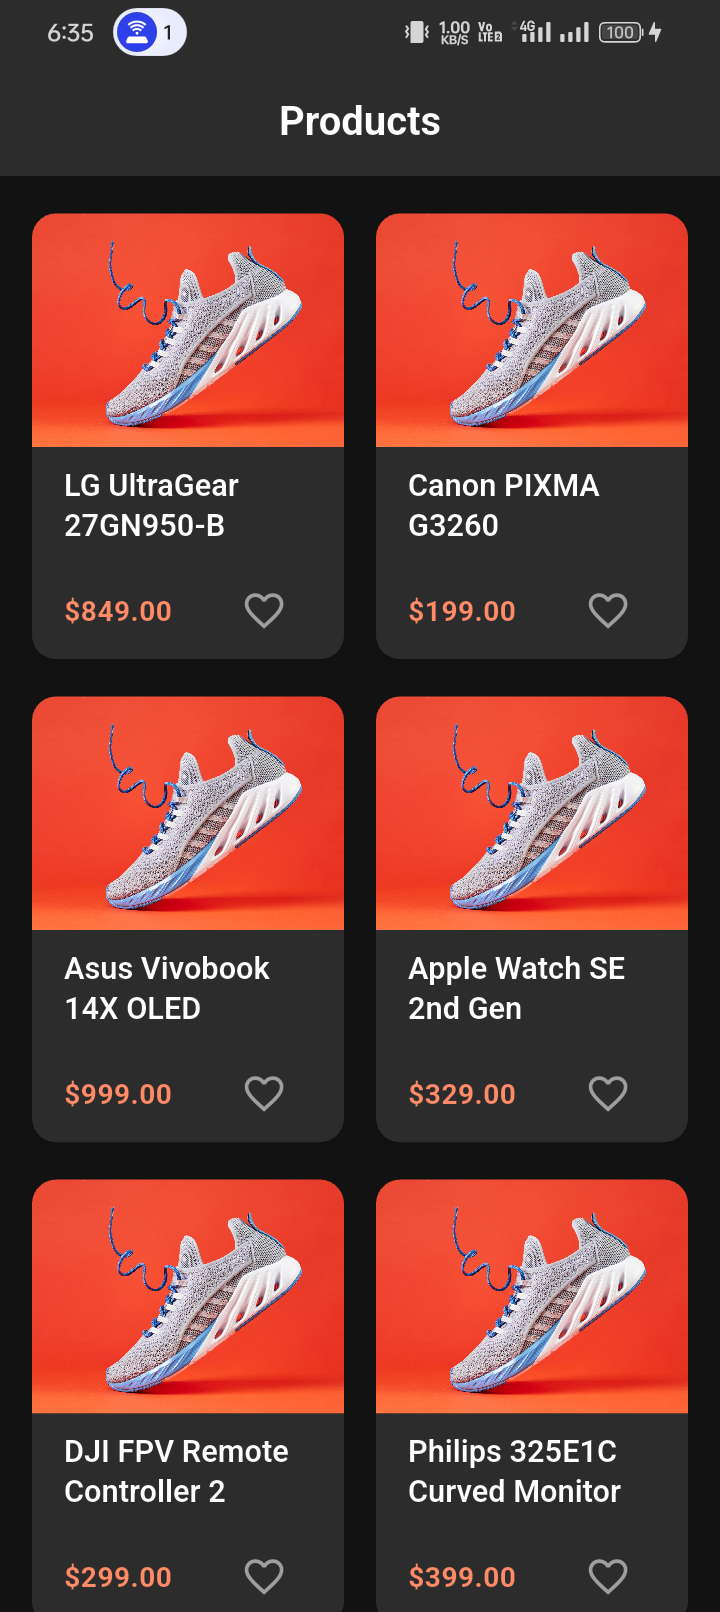 6:35
1
1.00
KB/S
Vo
LTE2
4G
100
Products
LG UltraGear
27GN950-B
$849.00
Canon PIXMA
G3260
$199.00
Asus Vivobook
14X OLED
$999.00
Apple Watch SE
2nd Gen
$329.00
DJI FPV Remote
Controller 2
$299.00
Philips 325E1C
Curved Monitor
$399.00